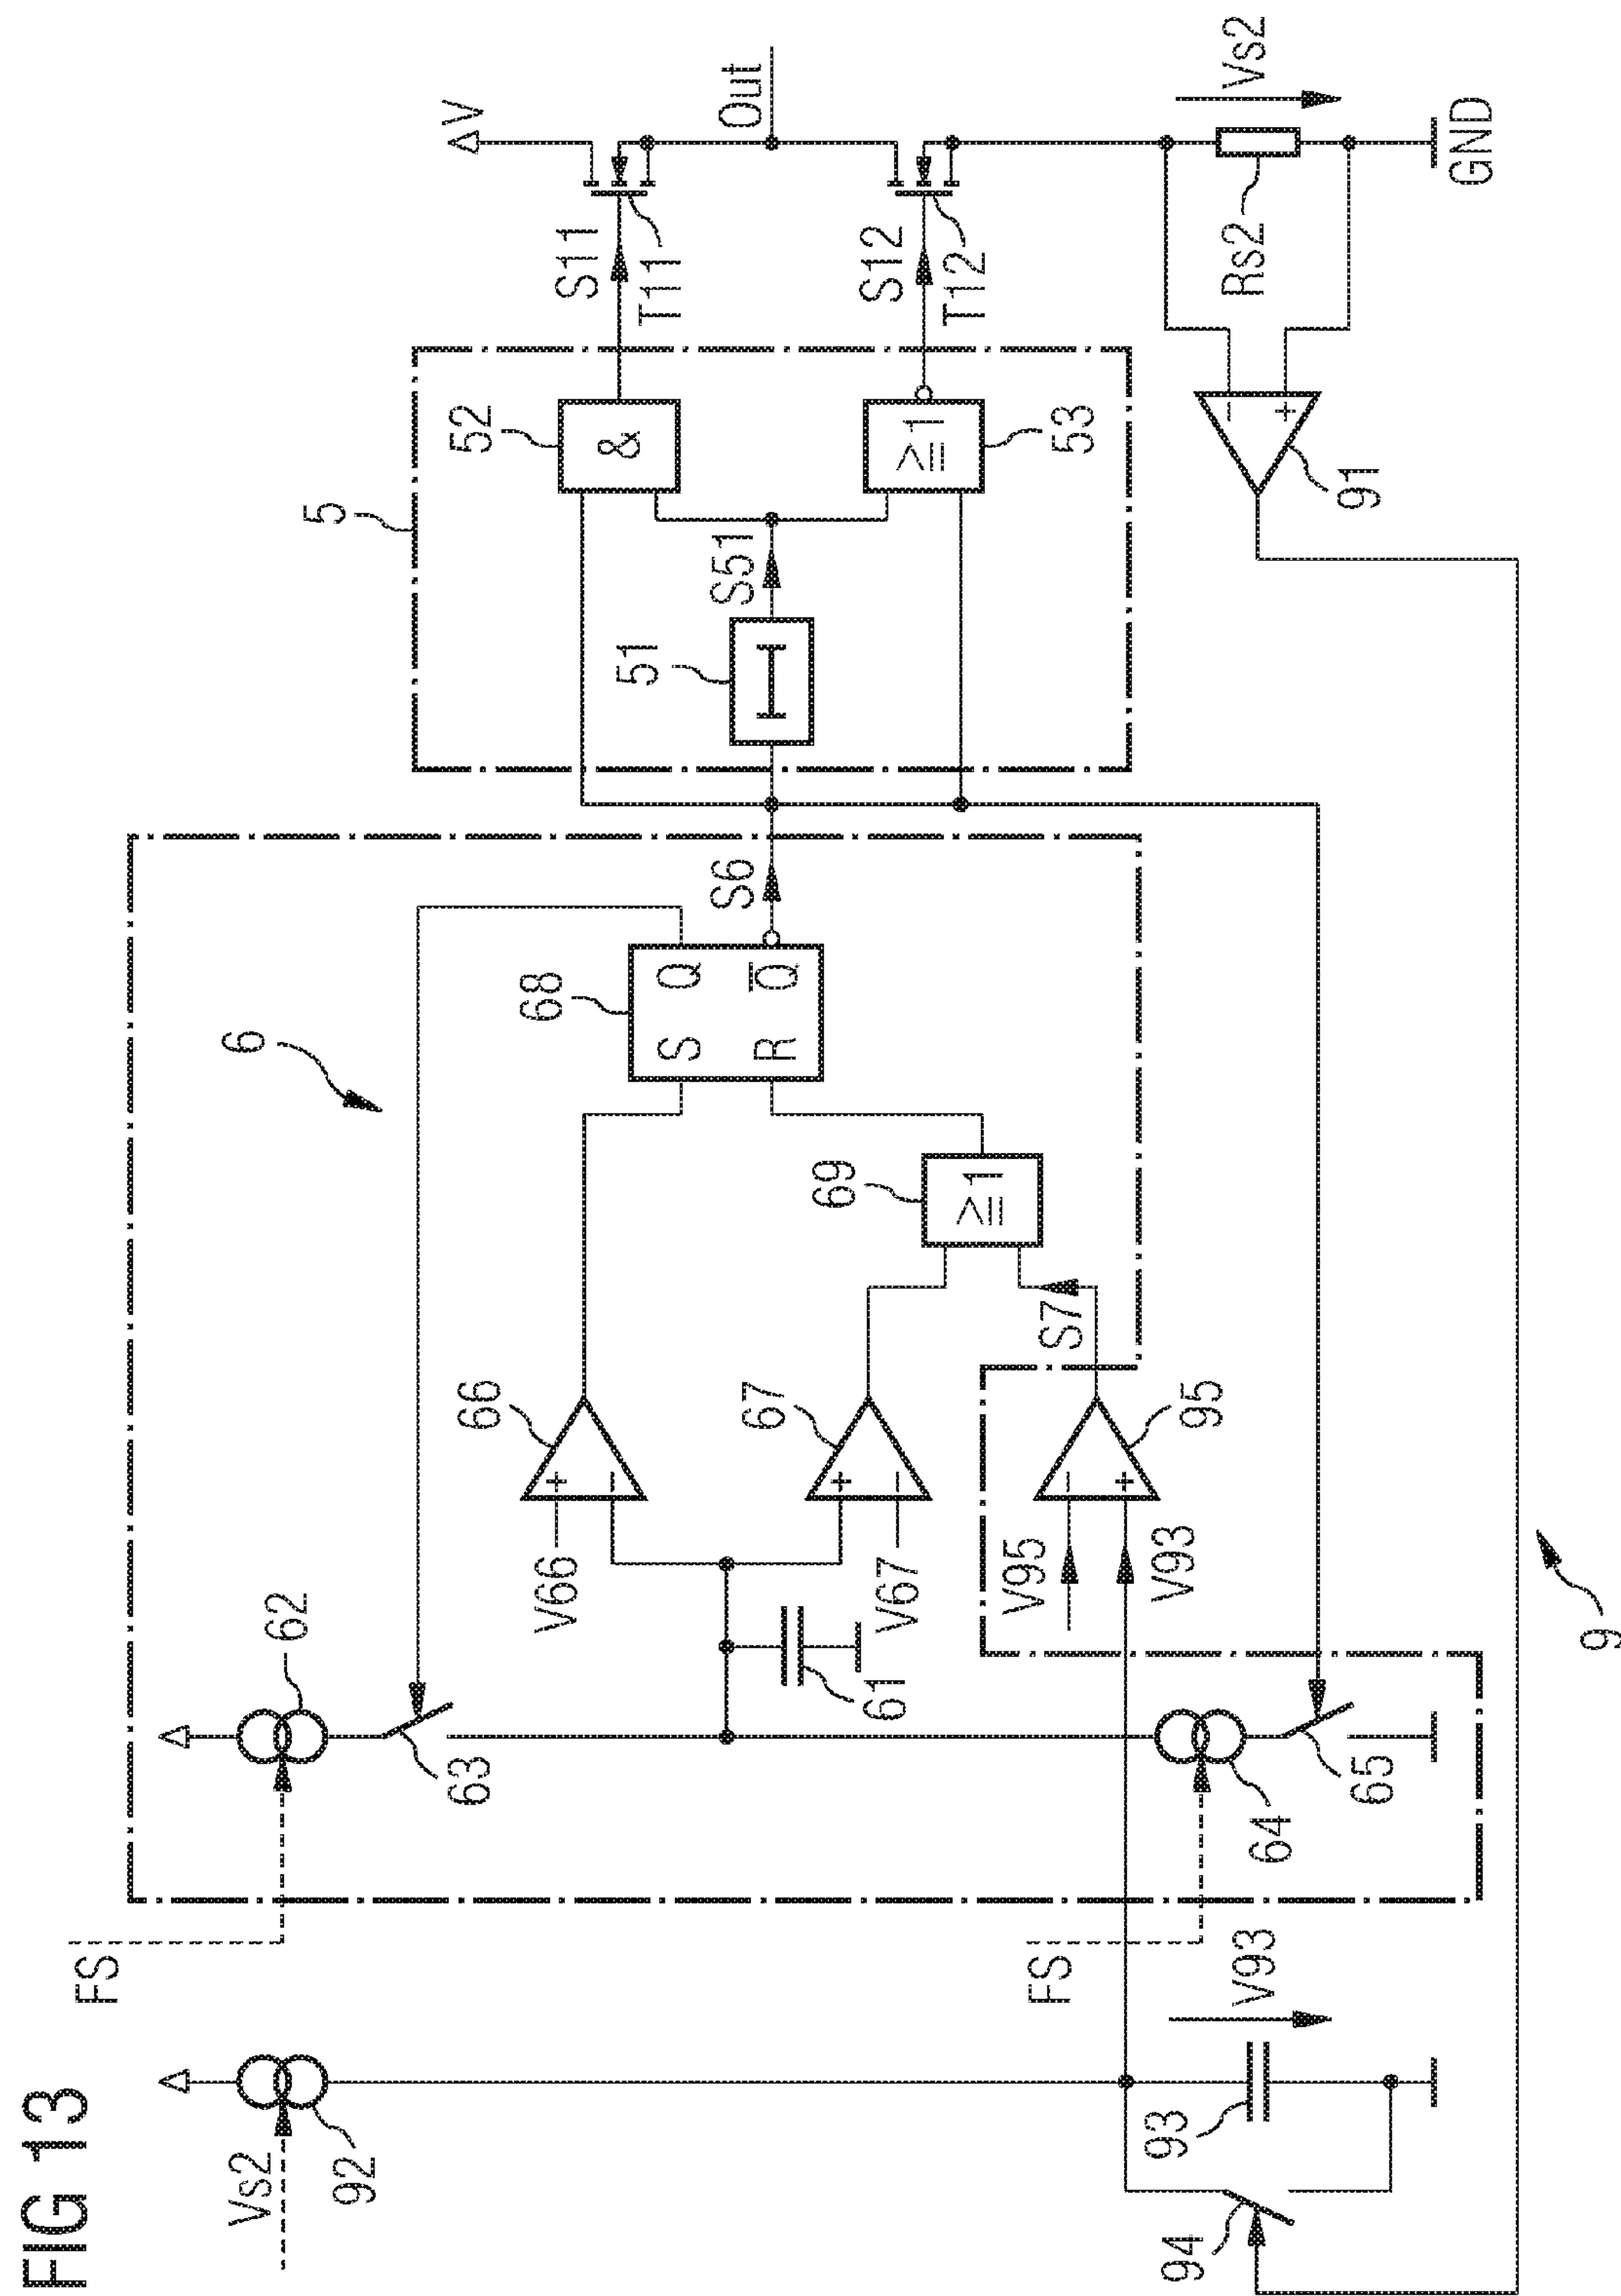 FIG 13
Vs2
92
FS
62
63
6
66
V66
+
-
68
S
Q
R
Q
S6
61
67
V67
+
-
69
≥1
S7
V95
V93
-
+
95
FS
64
65
V93
93
94
9
5
51
S51
52
&
53
≥1
S11
T11
S12
T12
V
Out
Rs2
Vs2
GND
-
+
91